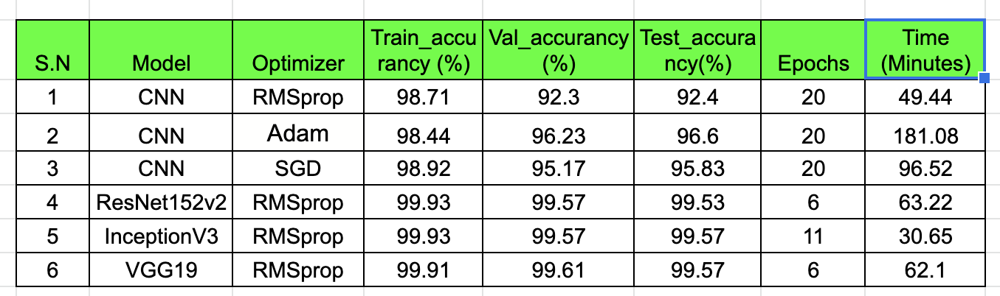 S.N Model Optimizer Train_accu rancy (%) Val_accurancy (%) Test_accura ncy(%) Epochs Time (Minutes)
1 CNN RMSprop 98.71 92.3 92.4 20 49.44
2 CNN Adam 98.44 96.23 96.6 20 181.08
3 CNN SGD 98.92 95.17 95.83 20 96.52
4 ResNet152v2 RMSprop 99.93 99.57 99.53 6 63.22
5 InceptionV3 RMSprop 99.93 99.57 99.57 11 30.65
6 VGG19 RMSprop 99.91 99.61 99.57 6 62.1